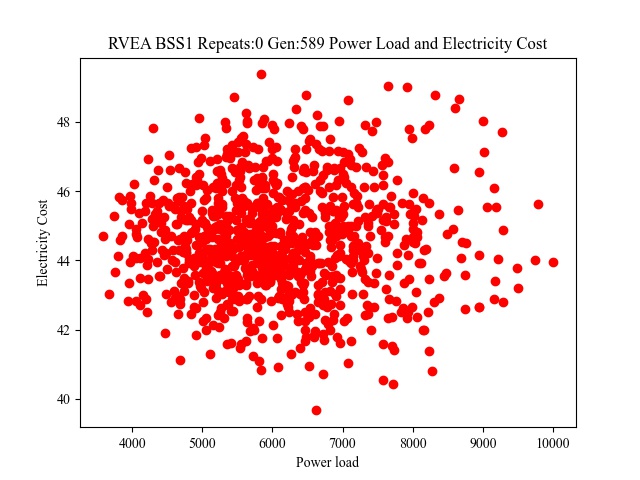 RVEA BSS1 Repeats:0 Gen:589 Power Load and Electricity Cost
48
46
44
42
40
Electricity Cost
4000 5000 6000 7000 8000 9000 10000
Power load